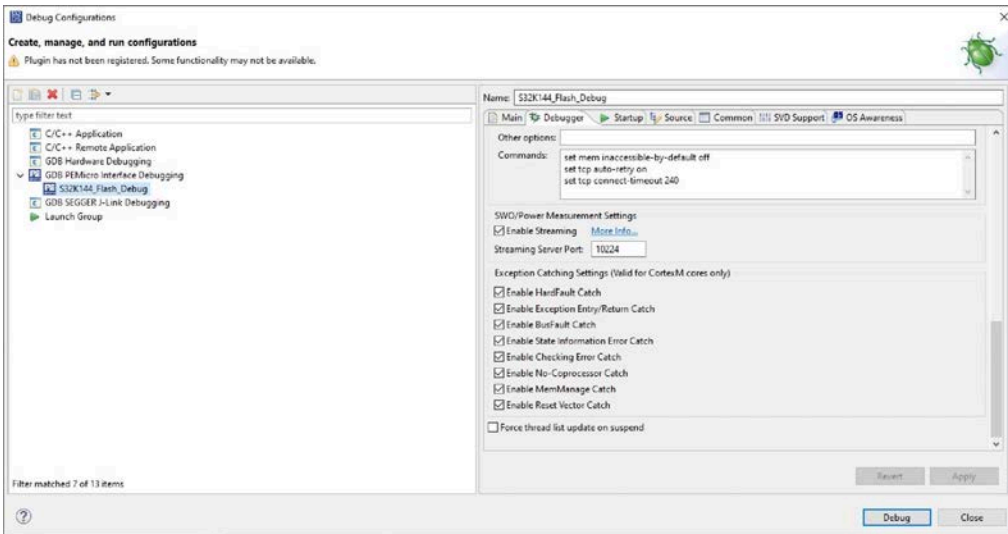 Debug Configurations
Create, manage, and run configurations
Plugin has not been registered. Some functionality may not be available.
type filter text
C/C++ Application
C/C++ Remote Application
GDB Hardware Debugging
GDB PEMicro Interface Debugging
S32K144_Flash_Debug
GDB SEGGER J-Link Debugging
Launch Group
Filter matched 7 of 13 items
Name: S32K144_Flash_Debug
Main Debugger Startup Source Common SVD Support OS Awareness
Other options:
Commands: set mem inaccessible-by-default off
set tcp auto-retry on
set tcp connect-timeout 240
SWO/Power Measurement Settings
Enable Streaming More Info...
Streaming Server Port: 10224
Exception Catching Settings (Valid for CortexM cores only)
Enable HardFault Catch
Enable Exception Entry/Return Catch
Enable BusFault Catch
Enable State Information Error Catch
Enable Checking Error Catch
Enable No-Coprocessor Catch
Enable MemManage Catch
Enable Reset Vector Catch
Force thread list update on suspend
Revert Apply
Debug Close